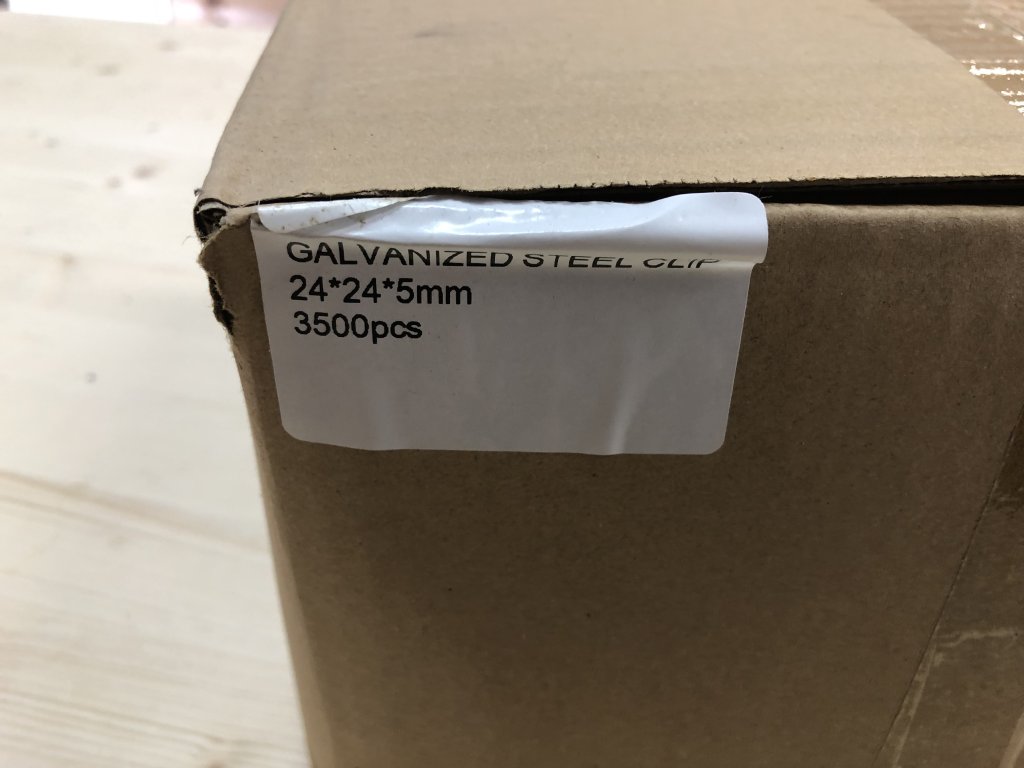 GALVANIZED STEEL CLIP
24*24*5mm
3500pcs